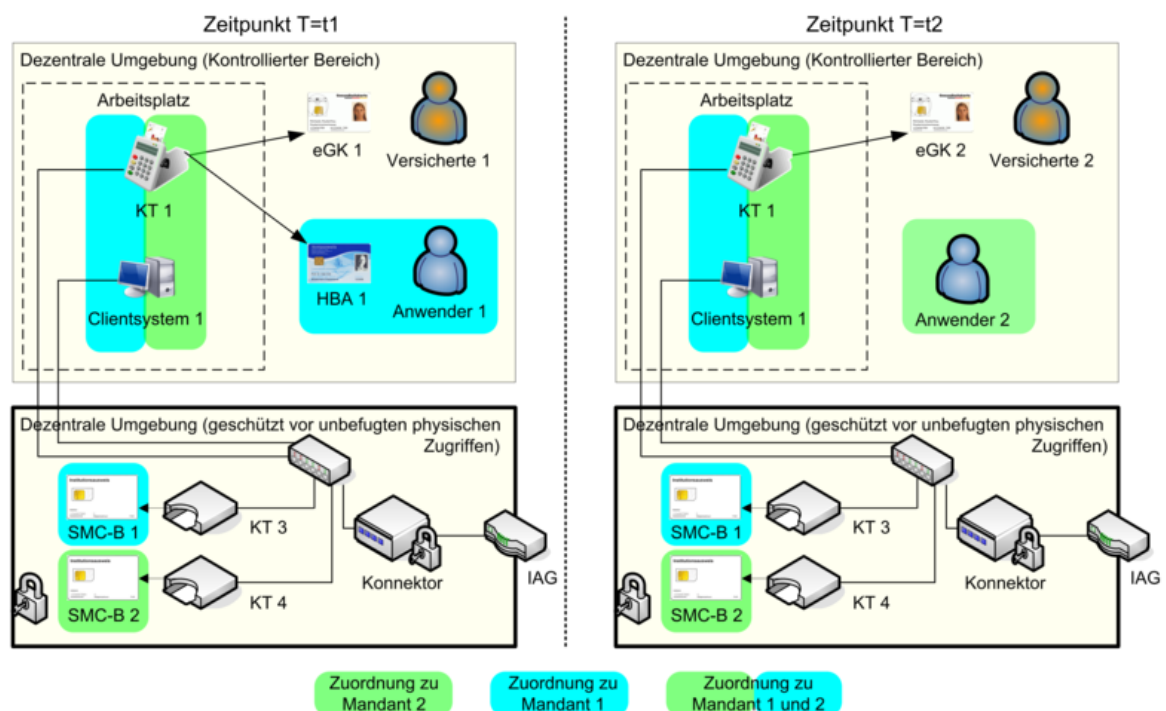 Zeitpunkt T=t1
Dezentrale Umgebung (Kontrollierter Bereich)
Arbeitsplatz
eGK 1
Versicherte 1
KT 1
HBA 1
Anwender 1
Clientsystem 1
Dezentrale Umgebung (geschützt vor unbefugten physischen
Zugriffen)
SMC-B 1
KT 3
Konnektor
IAG
SMC-B 2
KT 4
Zeitpunkt T=t2
Dezentrale Umgebung (Kontrollierter Bereich)
Arbeitsplatz
eGK 2
Versicherte 2
KT 1
Clientsystem 1
Anwender 2
Dezentrale Umgebung (geschützt vor unbefugten physischen
Zugriffen)
SMC-B 1
KT 3
Konnektor
IAG
SMC-B 2
KT 4
Zuordnung zu
Mandant 2
Zuordnung zu
Mandant 1
Zuordnung zu
Mandant 1 und 2